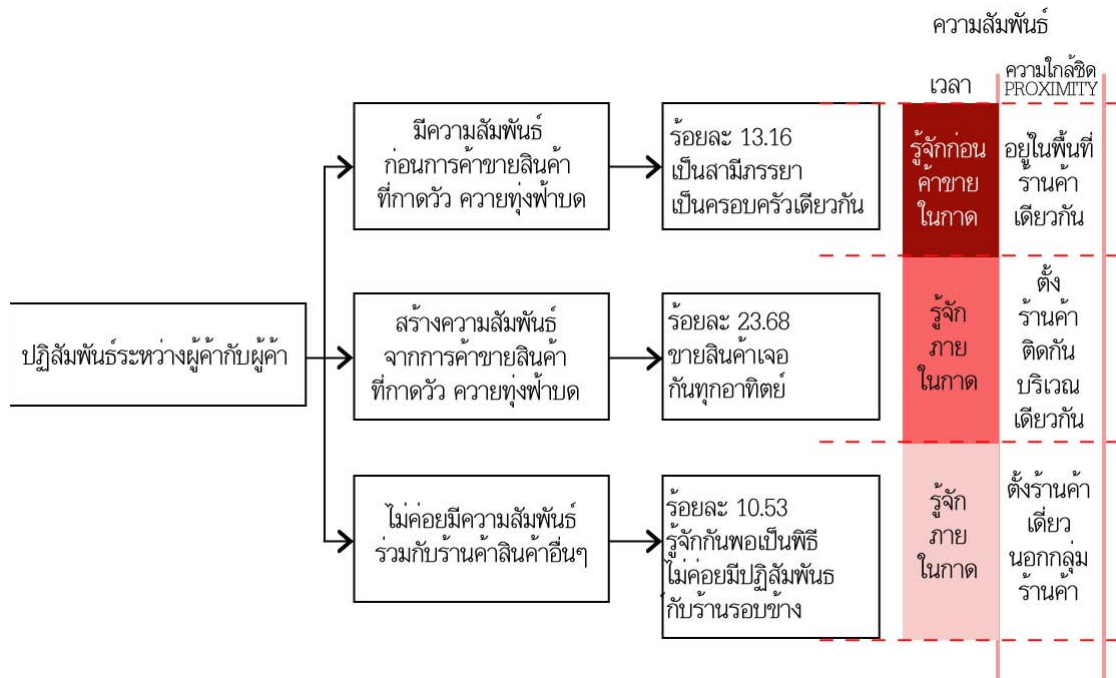 ความสัมพันธ์
เวลา
ความใกล้ชิด
PROXIMITY
มีความสัมพันธ์
ก่อนการค้าขายสินค้า
ที่กาดวัว ควายทุ่งฟ้าบด
ร้อยละ 13.16
เป็นสามีภรรยา
เป็นครอบครัวเดียวกัน
รู้จักก่อน
ค้าขาย
ในกาด
อยู่ในพื้นที่
ร้านค้า
เดียวกัน
ปฏิสัมพันธ์ระหว่างผู้ค้ากับผู้ค้า
สร้างความสัมพันธ์
จากการค้าขายสินค้า
ที่กาดวัว ควายทุ่งฟ้าบด
ร้อยละ 23.68
ขายสินค้าเจอ
กันทุกอาทิตย์
รู้จัก
ภาย
ในกาด
ตั้ง
ร้านค้า
ติดกัน
บริเวณ
เดียวกัน
ไม่ค่อยมีความสัมพันธ์
ร่วมกับร้านค้าสินค้าอื่นๆ
ร้อยละ 10.53
รู้จักกันพอเป็นพิธี
ไม่ค่อยมีปฏิสัมพันธ
กับร้านรอบข้าง
รู้จัก
ภาย
ในกาด
ตั้งร้านค้า
เดี่ยว
นอกกลุ่ม
ร้านค้า